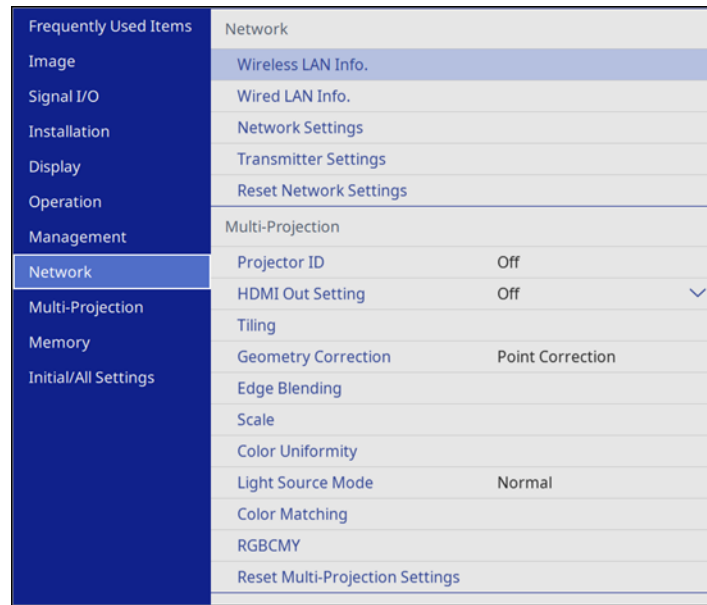 Frequently Used Items
Image
Signal I/O
Installation
Display
Operation
Management
Network
Multi-Projection
Memory
Initial/All Settings
Network
Wireless LAN Info.
Wired LAN Info.
Network Settings
Transmitter Settings
Reset Network Settings
Multi-Projection
Projector ID Off
HDMI Out Setting Off
Tiling
Geometry Correction Point Correction
Edge Blending
Scale
Color Uniformity
Light Source Mode Normal
Color Matching
RGBCMY
Reset Multi-Projection Settings